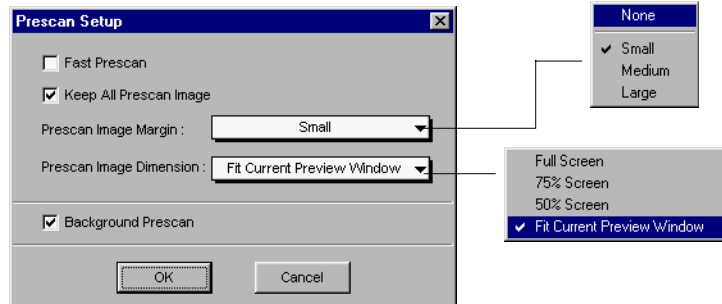 Prescan Setup
Fast Prescan
Keep All Prescan Image
Prescan Image Margin :
Small
Prescan Image Dimension :
Fit Current Preview Window
Background Prescan
OK
Cancel
None
Small
Medium
Large
Full Screen
75% Screen
50% Screen
Fit Current Preview Window